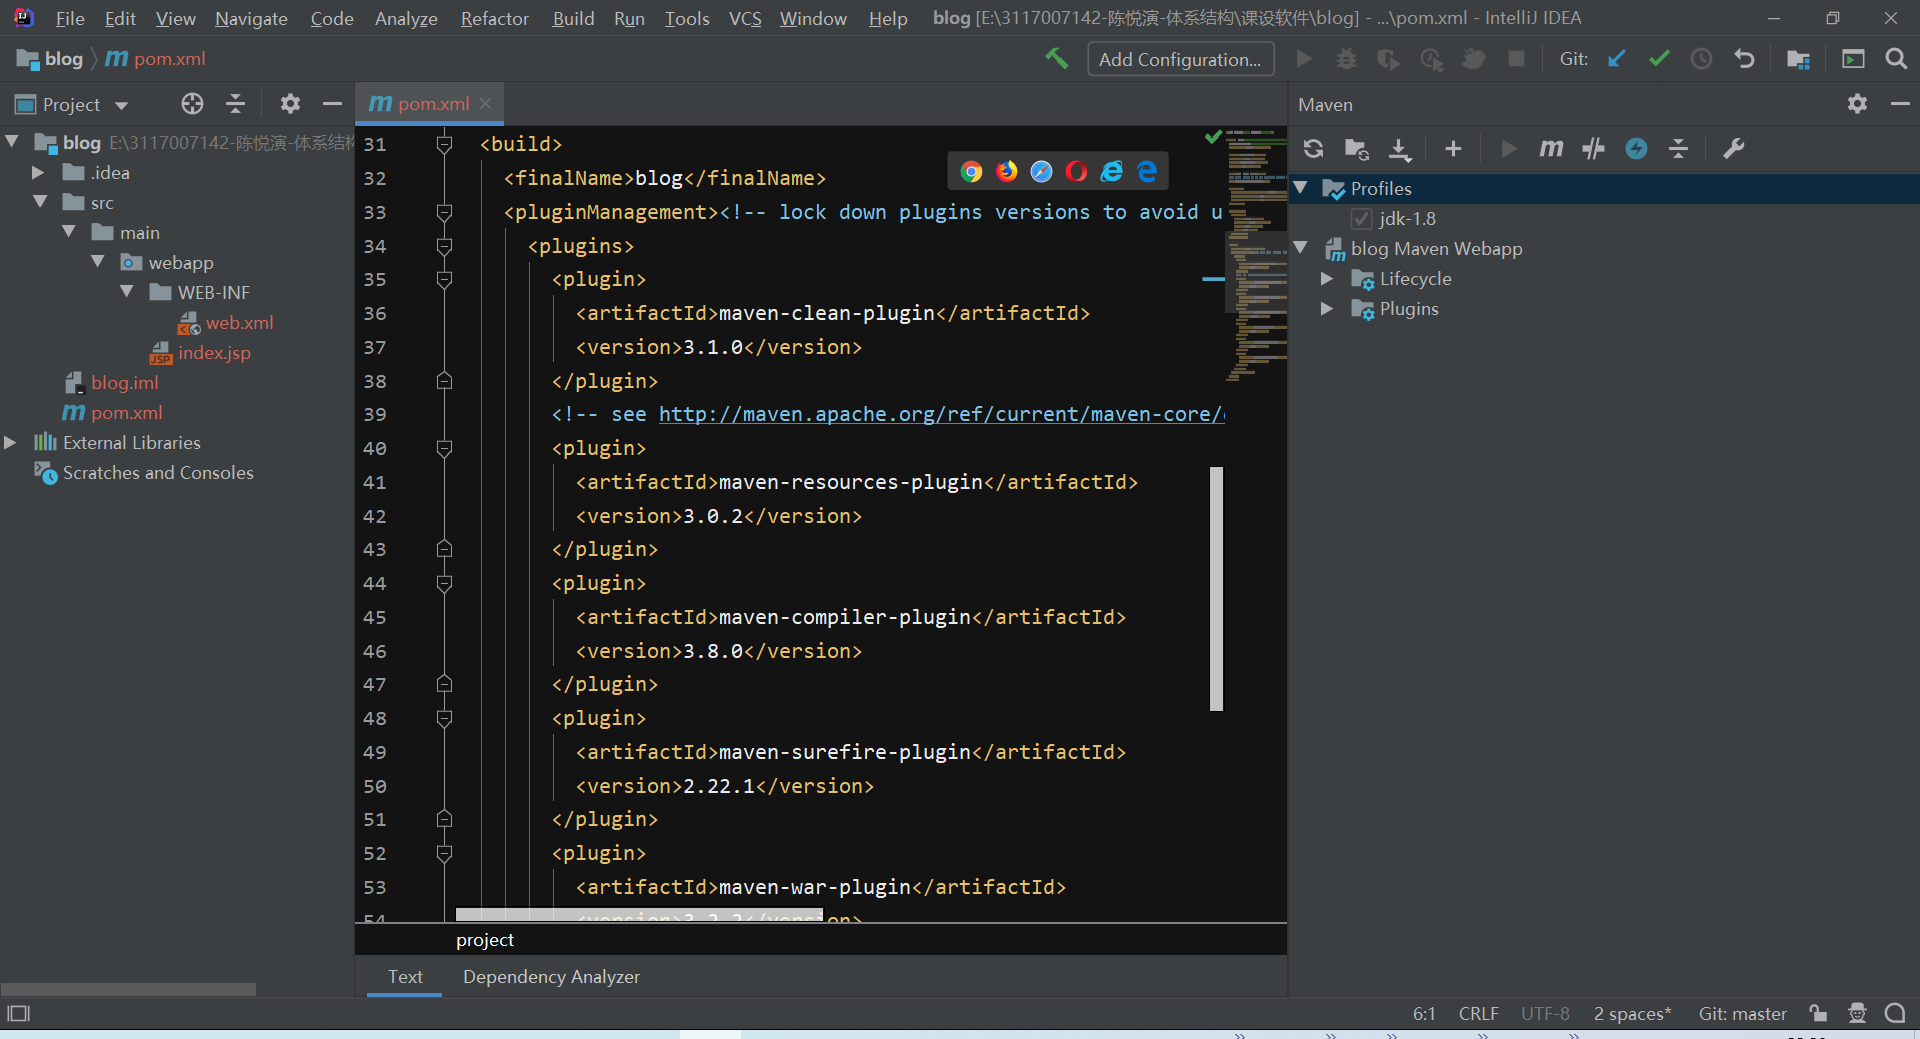 File Edit View Navigate Code Analyze Refactor Build Run Tools VCS Window Help blog [E:\3117007142-陈悦演-体系结构\课设软件\blog] - ...\pom.xml - IntelliJ IDEA
blog pom.xml Add Configuration... Git:
Project
pom.xml
Maven
blog E:\3117007142-陈悦演-体系结构
.idea
src
main
webapp
WEB-INF
web.xml
index.jsp
blog.iml
pom.xml
External Libraries
Scratches and Consoles
31 <build>
32 <finalName>blog</finalName>
33 <pluginManagement><!-- lock down plugins versions to avoid u
34 <plugins>
35 <plugin>
36 <artifactId>maven-clean-plugin</artifactId>
37 <version>3.1.0</version>
38 </plugin>
39 <!-- see http://maven.apache.org/ref/current/maven-core/
40 <plugin>
41 <artifactId>maven-resources-plugin</artifactId>
42 <version>3.0.2</version>
43 </plugin>
44 <plugin>
45 <artifactId>maven-compiler-plugin</artifactId>
46 <version>3.8.0</version>
47 </plugin>
48 <plugin>
49 <artifactId>maven-surefire-plugin</artifactId>
50 <version>2.22.1</version>
51 </plugin>
52 <plugin>
53 <artifactId>maven-war-plugin</artifactId>
54 <version>3.2.2</version>
project
Text Dependency Analyzer
Profiles
jdk-1.8
blog Maven Webapp
Lifecycle
Plugins
6:1 CRLF UTF-8 2 spaces* Git: master